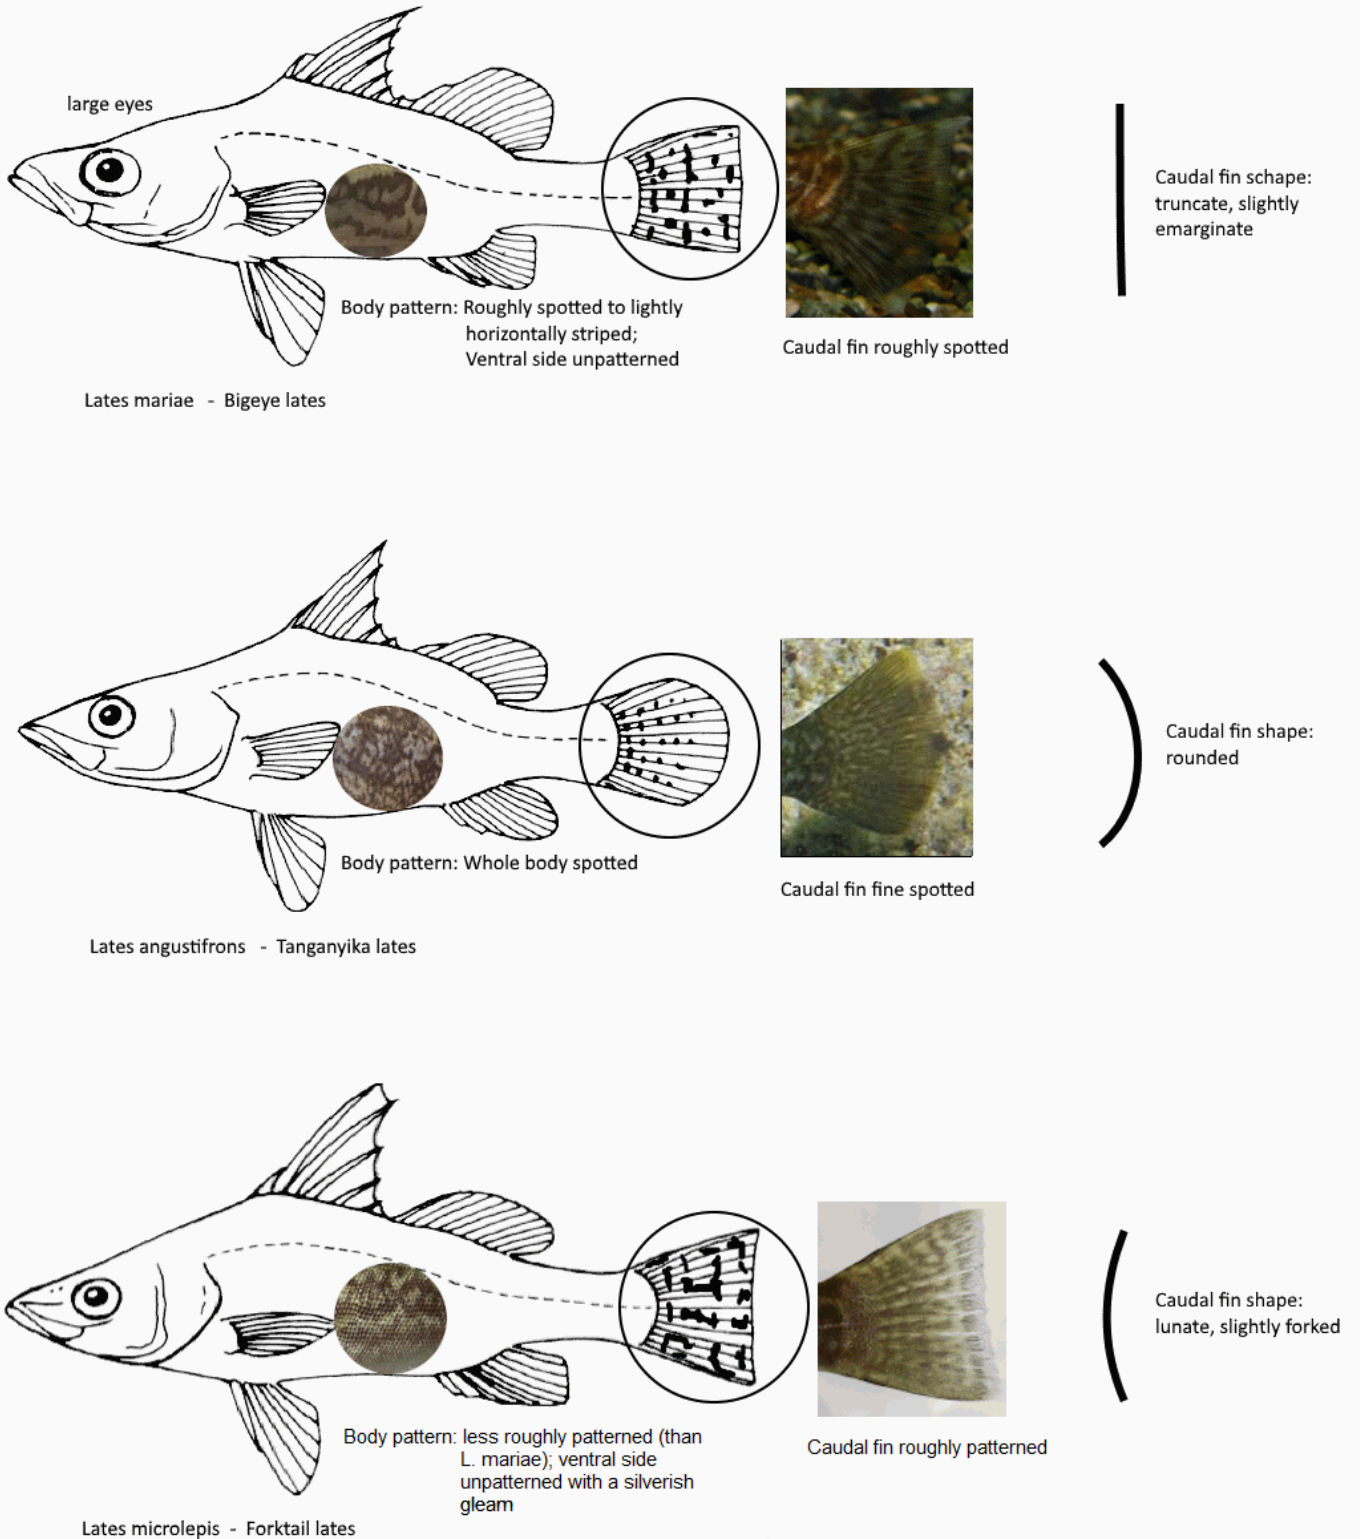 large eyes
Caudal fin schape:
truncate, slightly
emarginate
Body pattern: Roughly spotted to lightly
horizontally striped;
Ventral side unpatterned
Caudal fin roughly spotted
Lates mariae - Bigeye lates
Caudal fin shape:
rounded
Body pattern: Whole body spotted
Caudal fin fine spotted
Lates angustifrons - Tanganyika lates
Caudal fin shape:
lunate, slightly forked
Body pattern: less roughly patterned (than
L. mariae); ventral side
unpatterned with a silverish
gleam
Caudal fin roughly patterned
Lates microlepis - Forktail lates